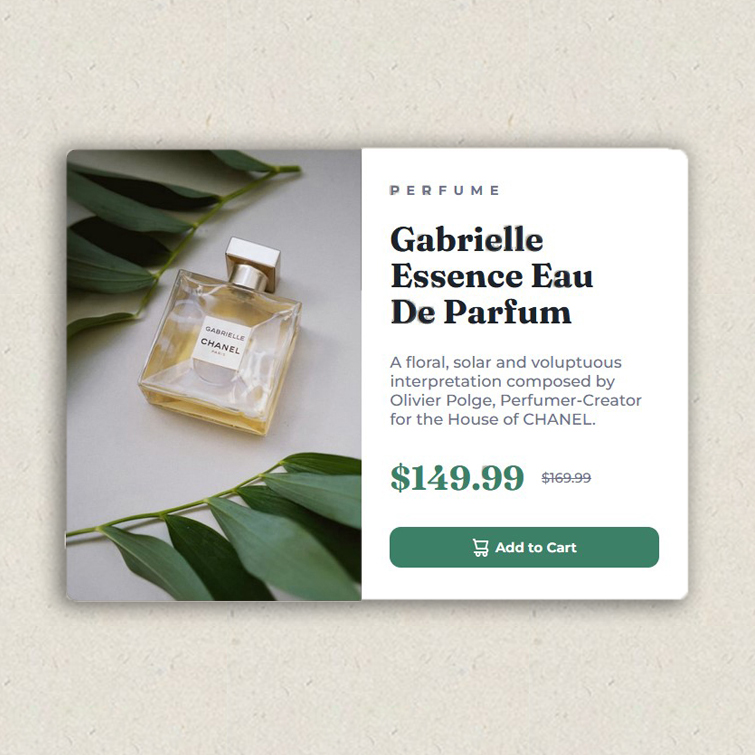 GABRIELLE
CHANEL
PARIS
PERFUME
Gabrielle
Essence Eau
De Parfum
A floral, solar and voluptuous
interpretation composed by
Olivier Polge, Perfumer-Creator
for the House of CHANEL.
$149.99 $169.99
Add to Cart